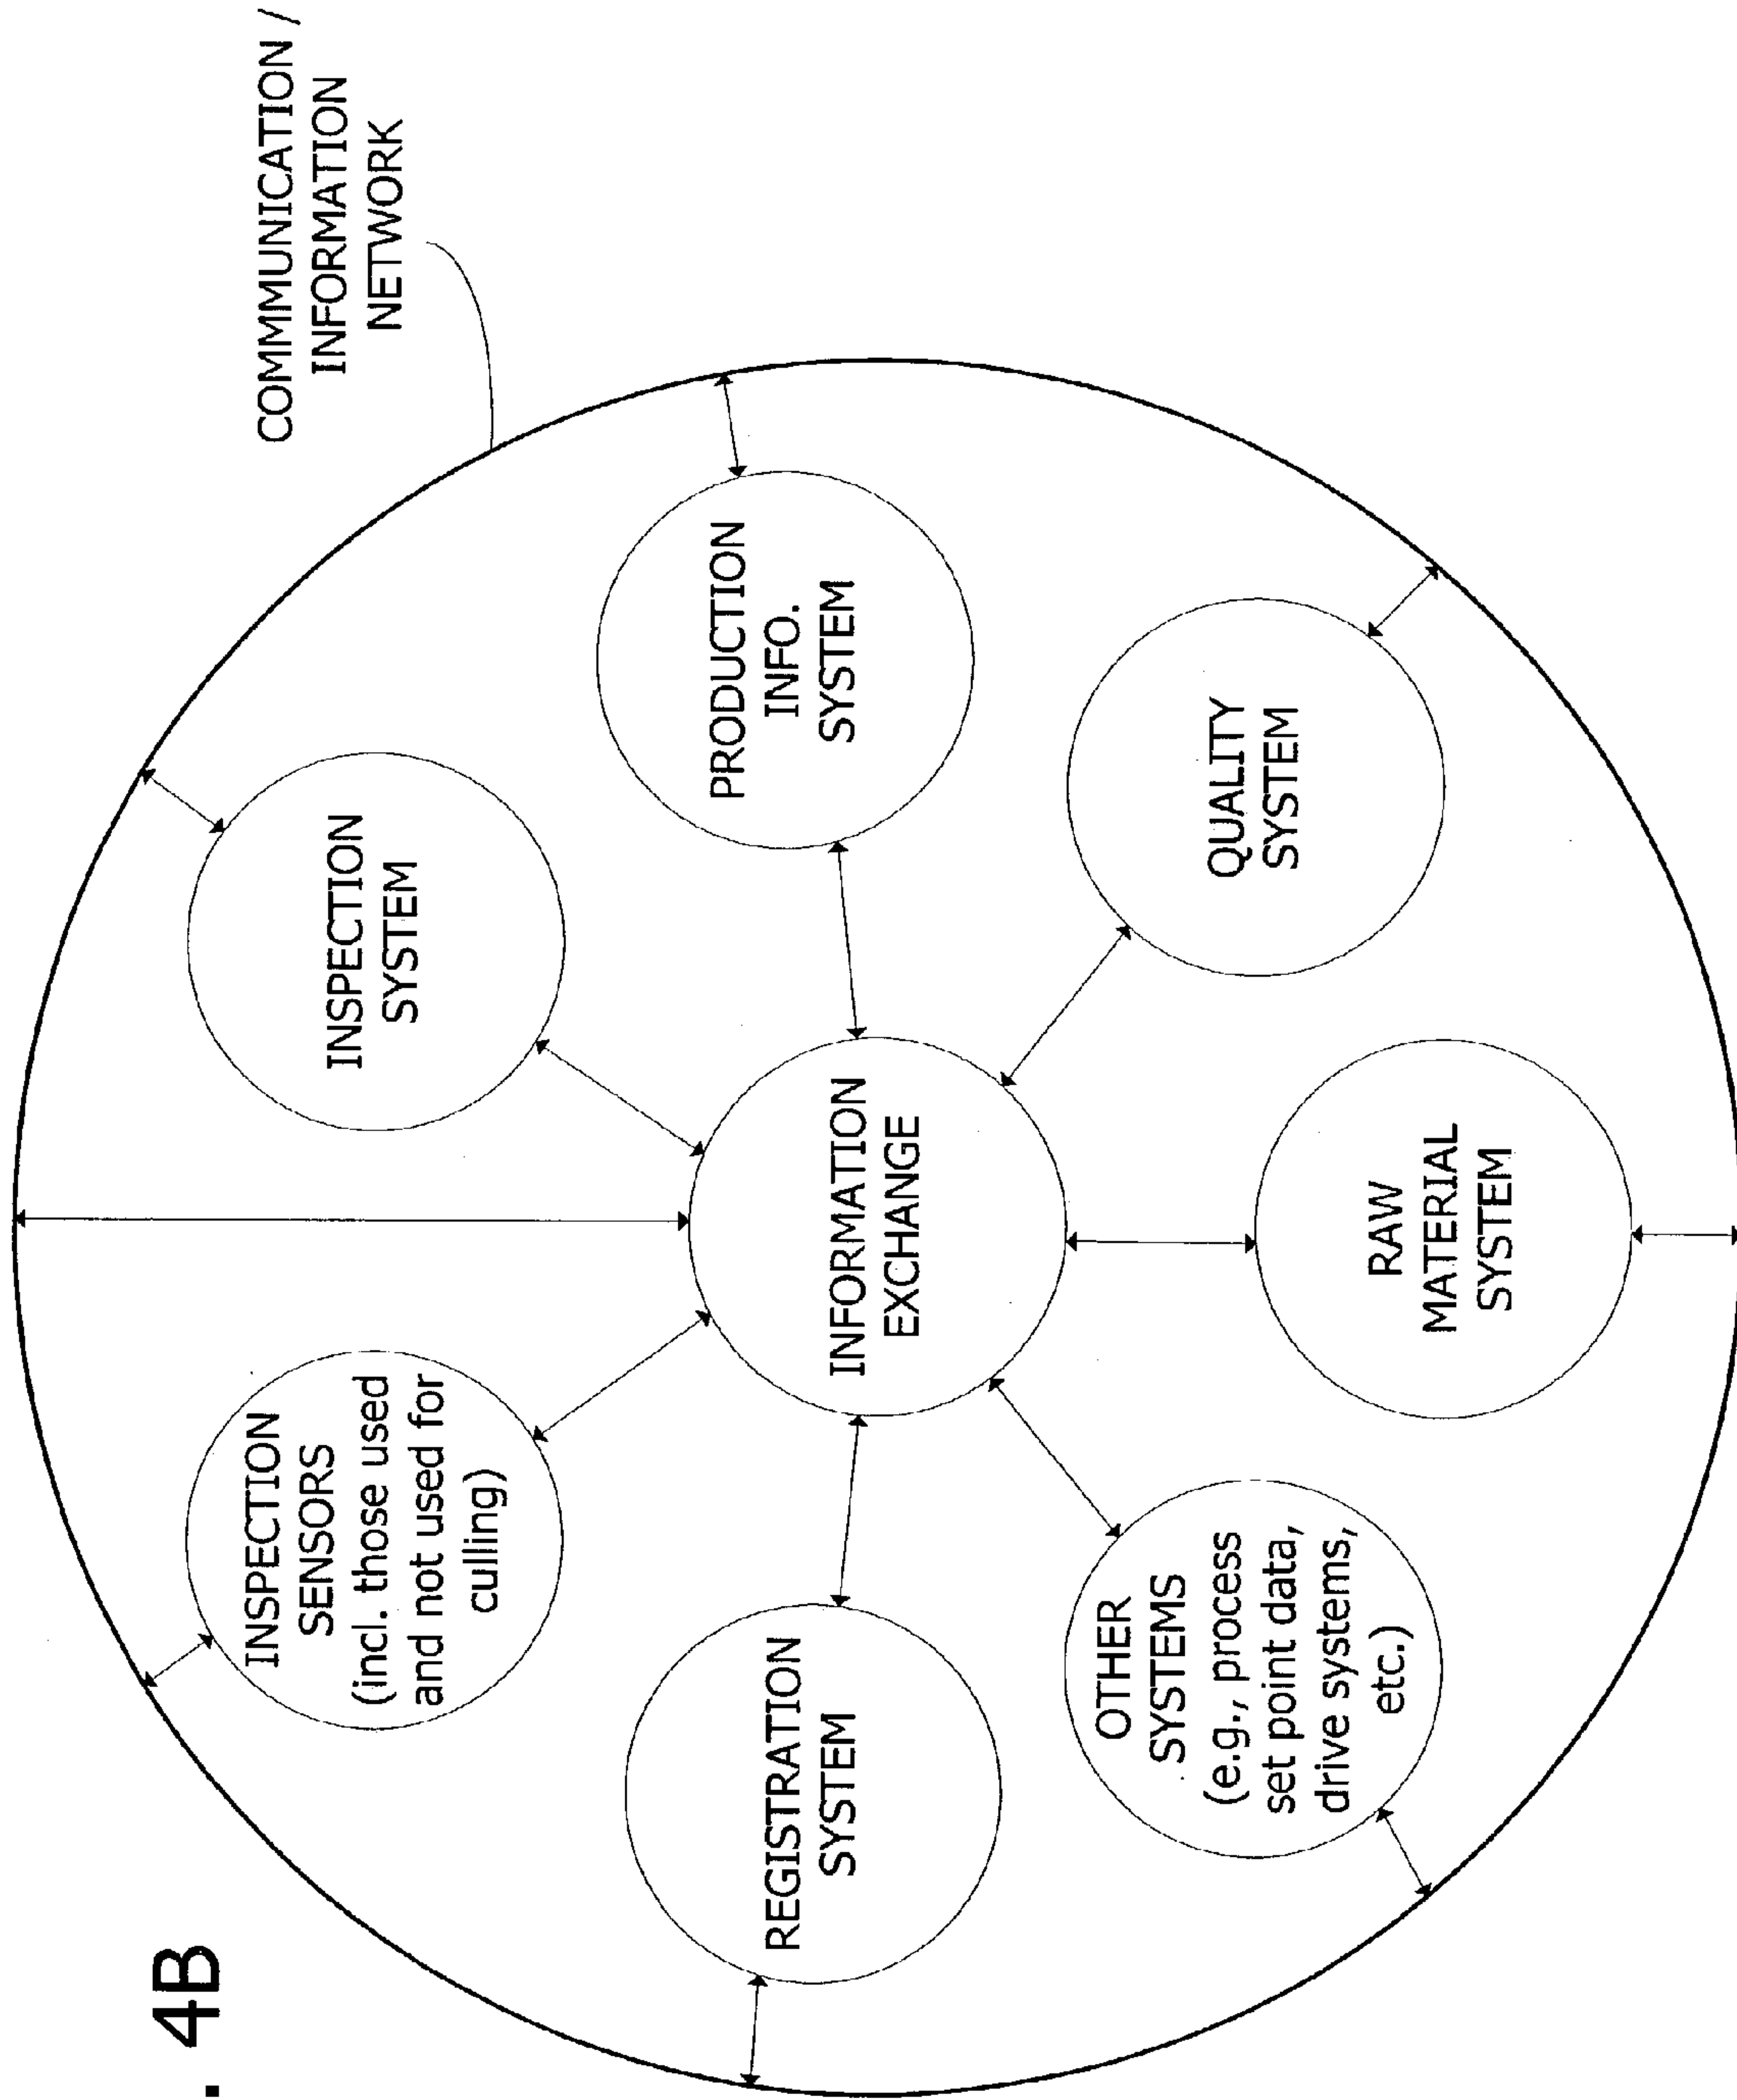 . 4B
COMMUNICATION /
INFORMATION
NETWORK
INSPECTION
SENSORS
(incl. those used
and not used for
culling)
INSPECTION
SYSTEM
REGISTRATION
SYSTEM
PRODUCTION
INFO.
SYSTEM
INFORMATION
EXCHANGE
OTHER
SYSTEMS
(e.g., process
set point data,
drive systems,
etc.)
QUALITY
SYSTEM
RAW
MATERIAL
SYSTEM